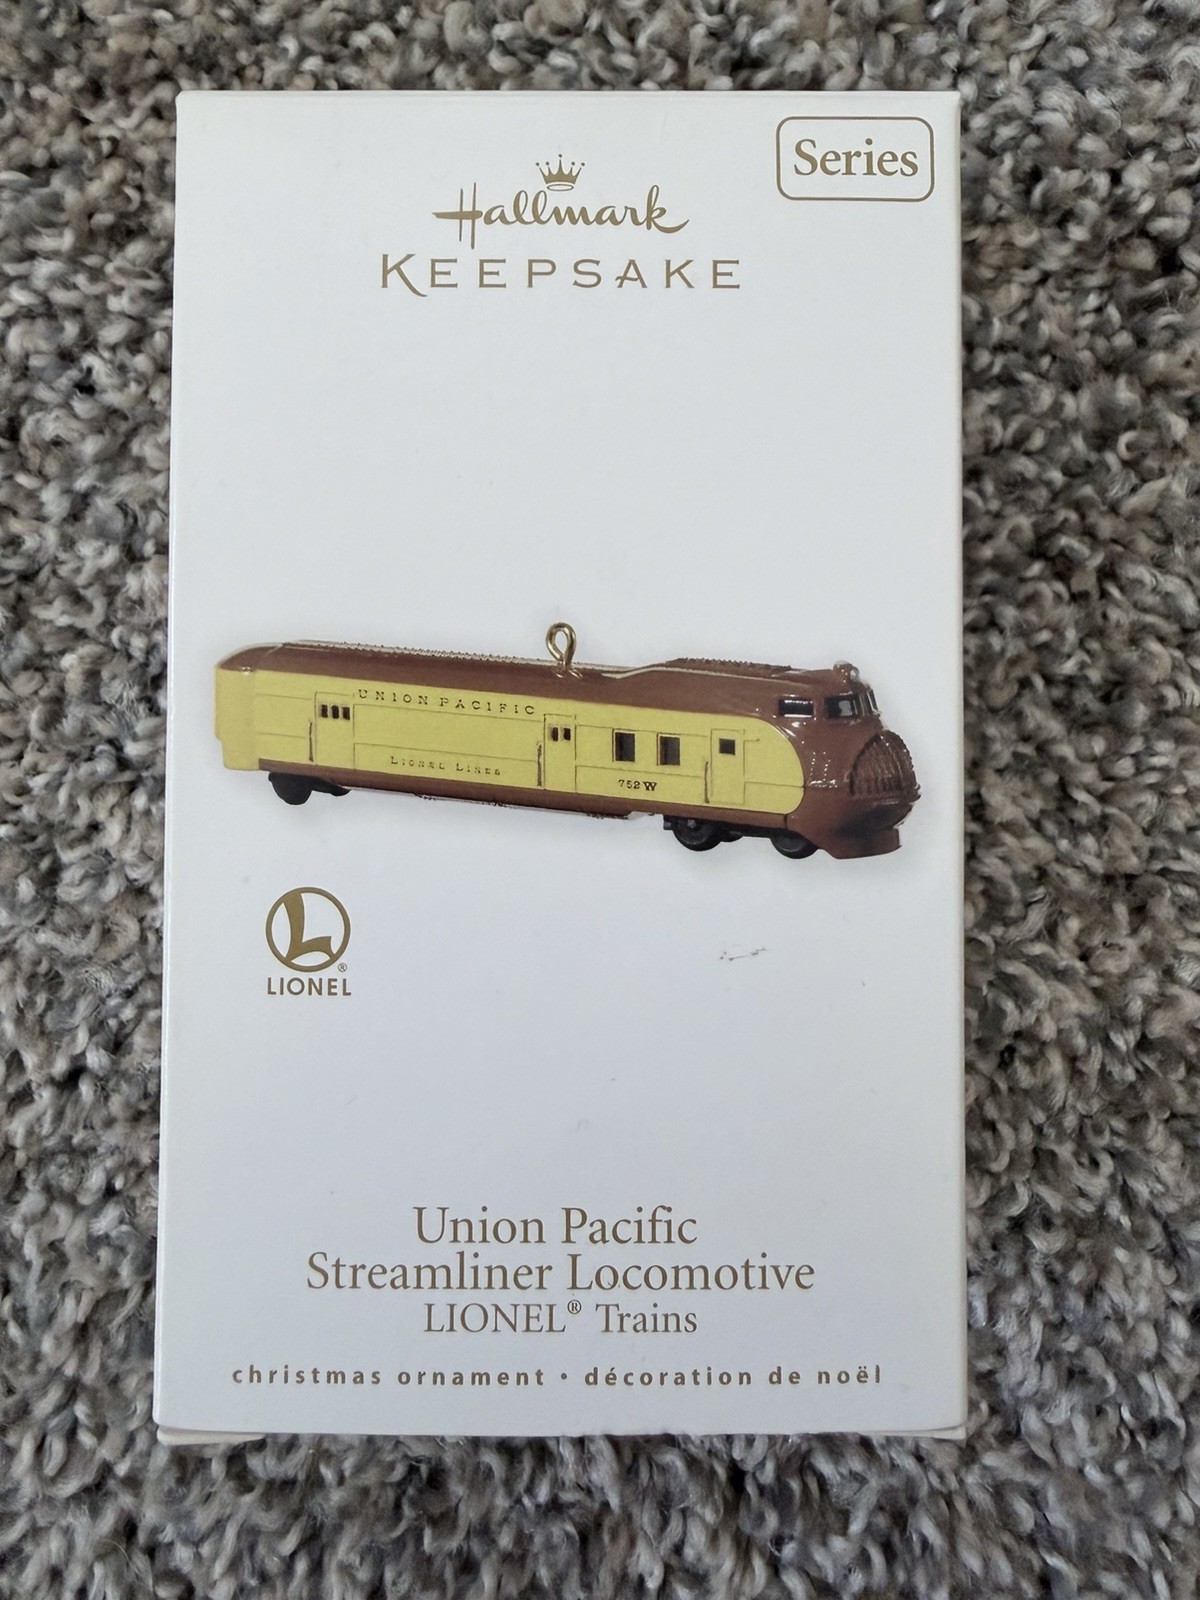 Series
Hallmark
KEEPSAKE
UNION PACIFIC
LIONEL LINES
752W
L®
LIONEL
Union Pacific
Streamliner Locomotive
LIONEL® Trains
christmas ornament • décoration de noël